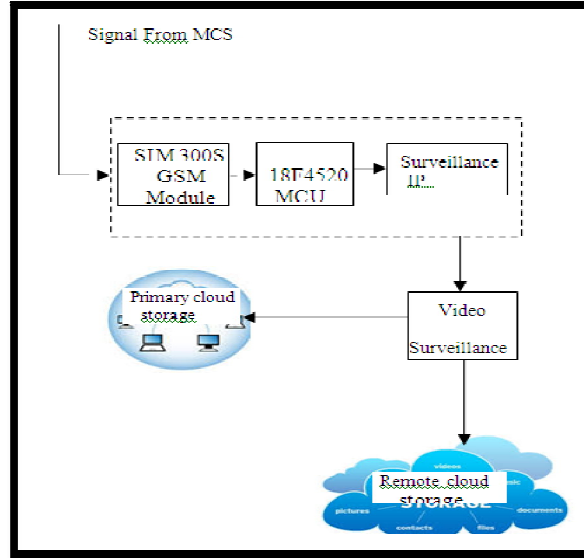 Signal From MCS
SIM 300S
GSM
Module
18F4520
MCU
Surveillance
IP
Primary cloud
storage
Video
Surveillance
videos
Remote cloud
storage
STORAGE
pictures
documents
contacts
files